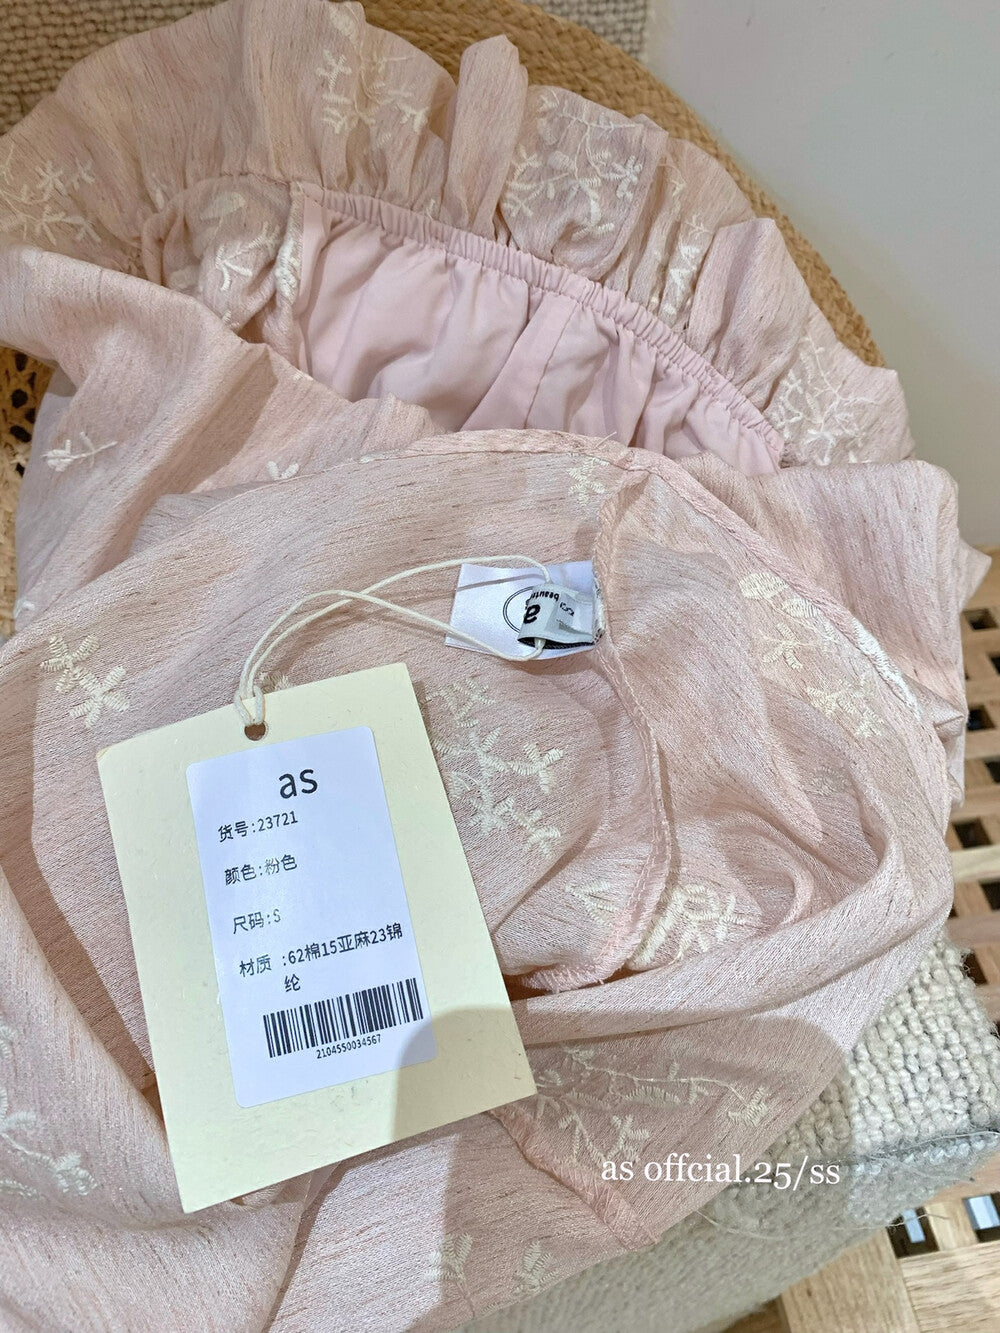 beaute
a
as
货号:23721
颜色:粉色
尺码:S
材质 :62棉15亚麻23锦
纶
2104550034567
as offcial.25/ss